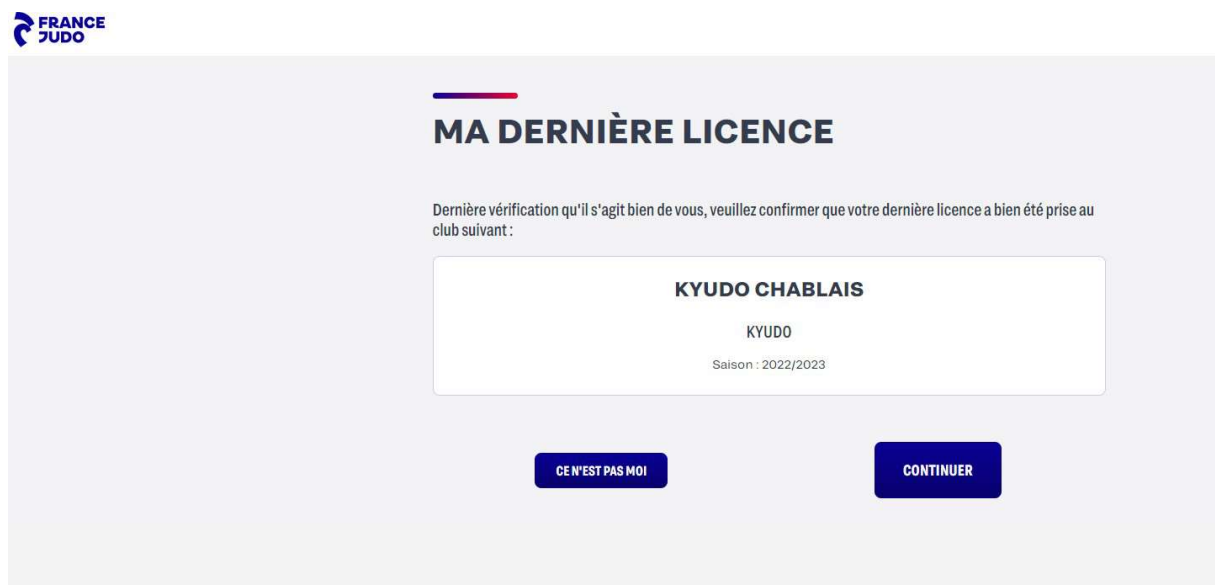 FRANCE
JUDO
MA DERNIÈRE LICENCE
Dernière vérification qu'il s'agit bien de vous, veuillez confirmer que votre dernière licence a bien été prise au
club suivant :
KYUDO CHABLAIS
KYUDO
Saison : 2022/2023
CE N'EST PAS MOI
CONTINUER